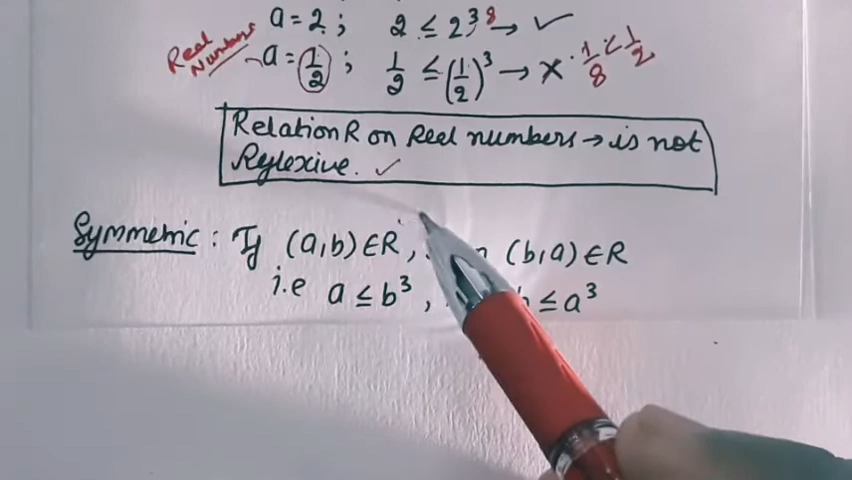 a = 2 ; 2 ≤ 2³ 8 → ✓
Real Numbers
a = 1/2 ; 1/2 ≤ (1/2)³ → × · 1/8 < 1/2
Relation R on Real numbers → is not
Reflexive. ✓
Symmetric : If (a,b) ∈ R, (b,a) ∈ R
i.e a ≤ b³, b ≤ a³